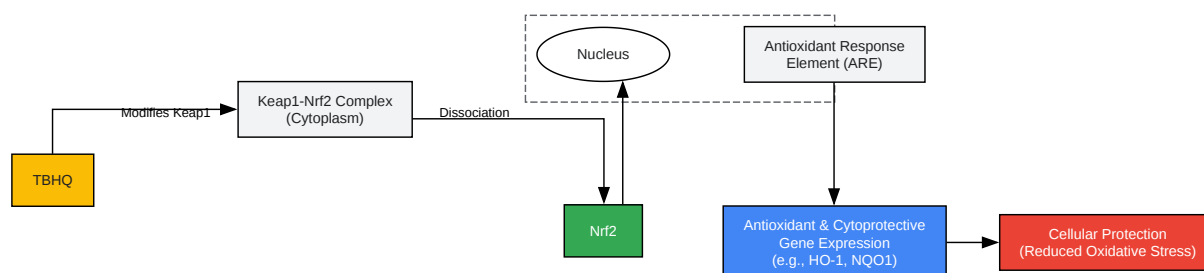 Nucleus
Antioxidant Response
Element (ARE)
Modifies Keap1
Keap1-Nrf2 Complex
(Cytoplasm)
Dissociation
TBHQ
Nrf2
Antioxidant & Cytoprotective
Gene Expression
(e.g., HO-1, NQO1)
Cellular Protection
(Reduced Oxidative Stress)